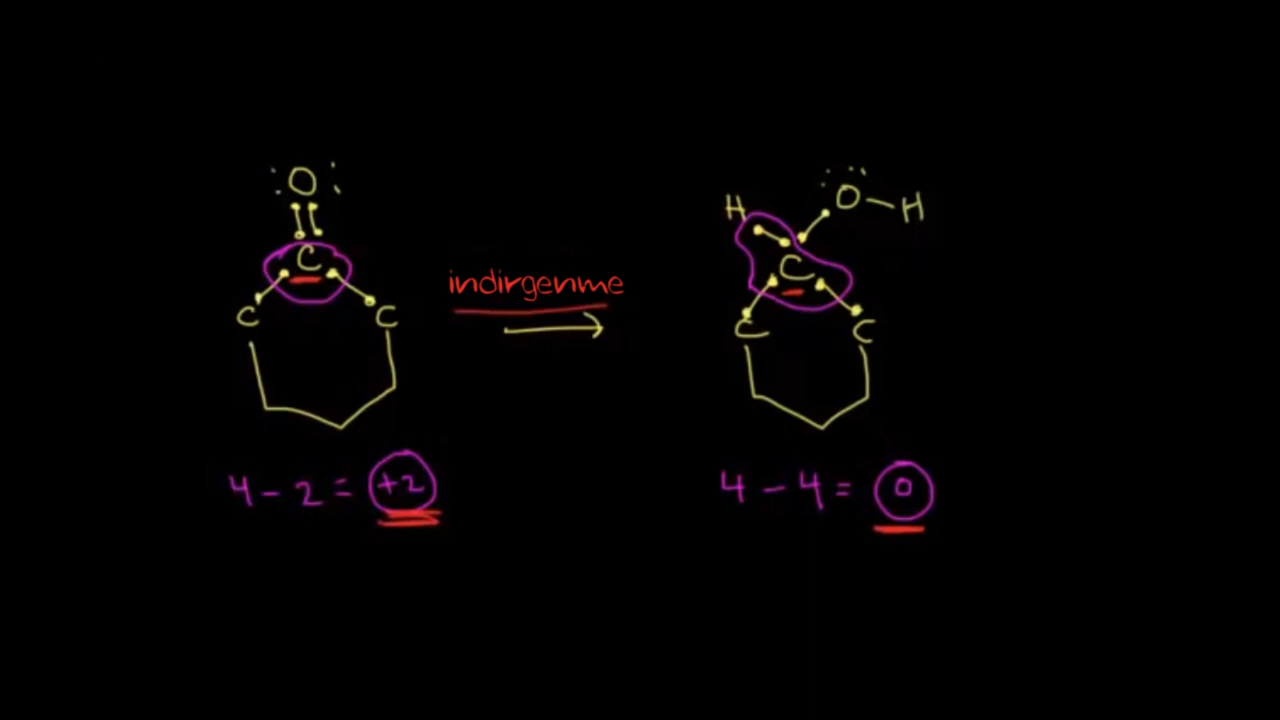 :O:
C
C C
indirgenme
H O—H
C
C C
4 - 2 = +2
4 - 4 = 0